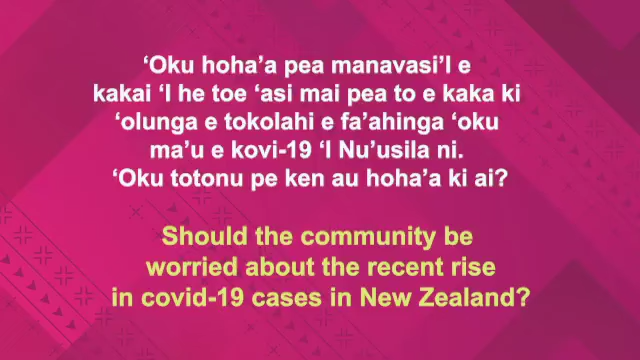 ‘Oku hoha’a pea manavasi’I e
kakai ‘I he toe ‘asi mai pea to e kaka ki
‘olunga e tokolahi e fa’ahinga ‘oku
ma’u e kovi-19 ‘I Nu’usila ni.
‘Oku totonu pe ken au hoha’a ki ai?
Should the community be
worried about the recent rise
in covid-19 cases in New Zealand?